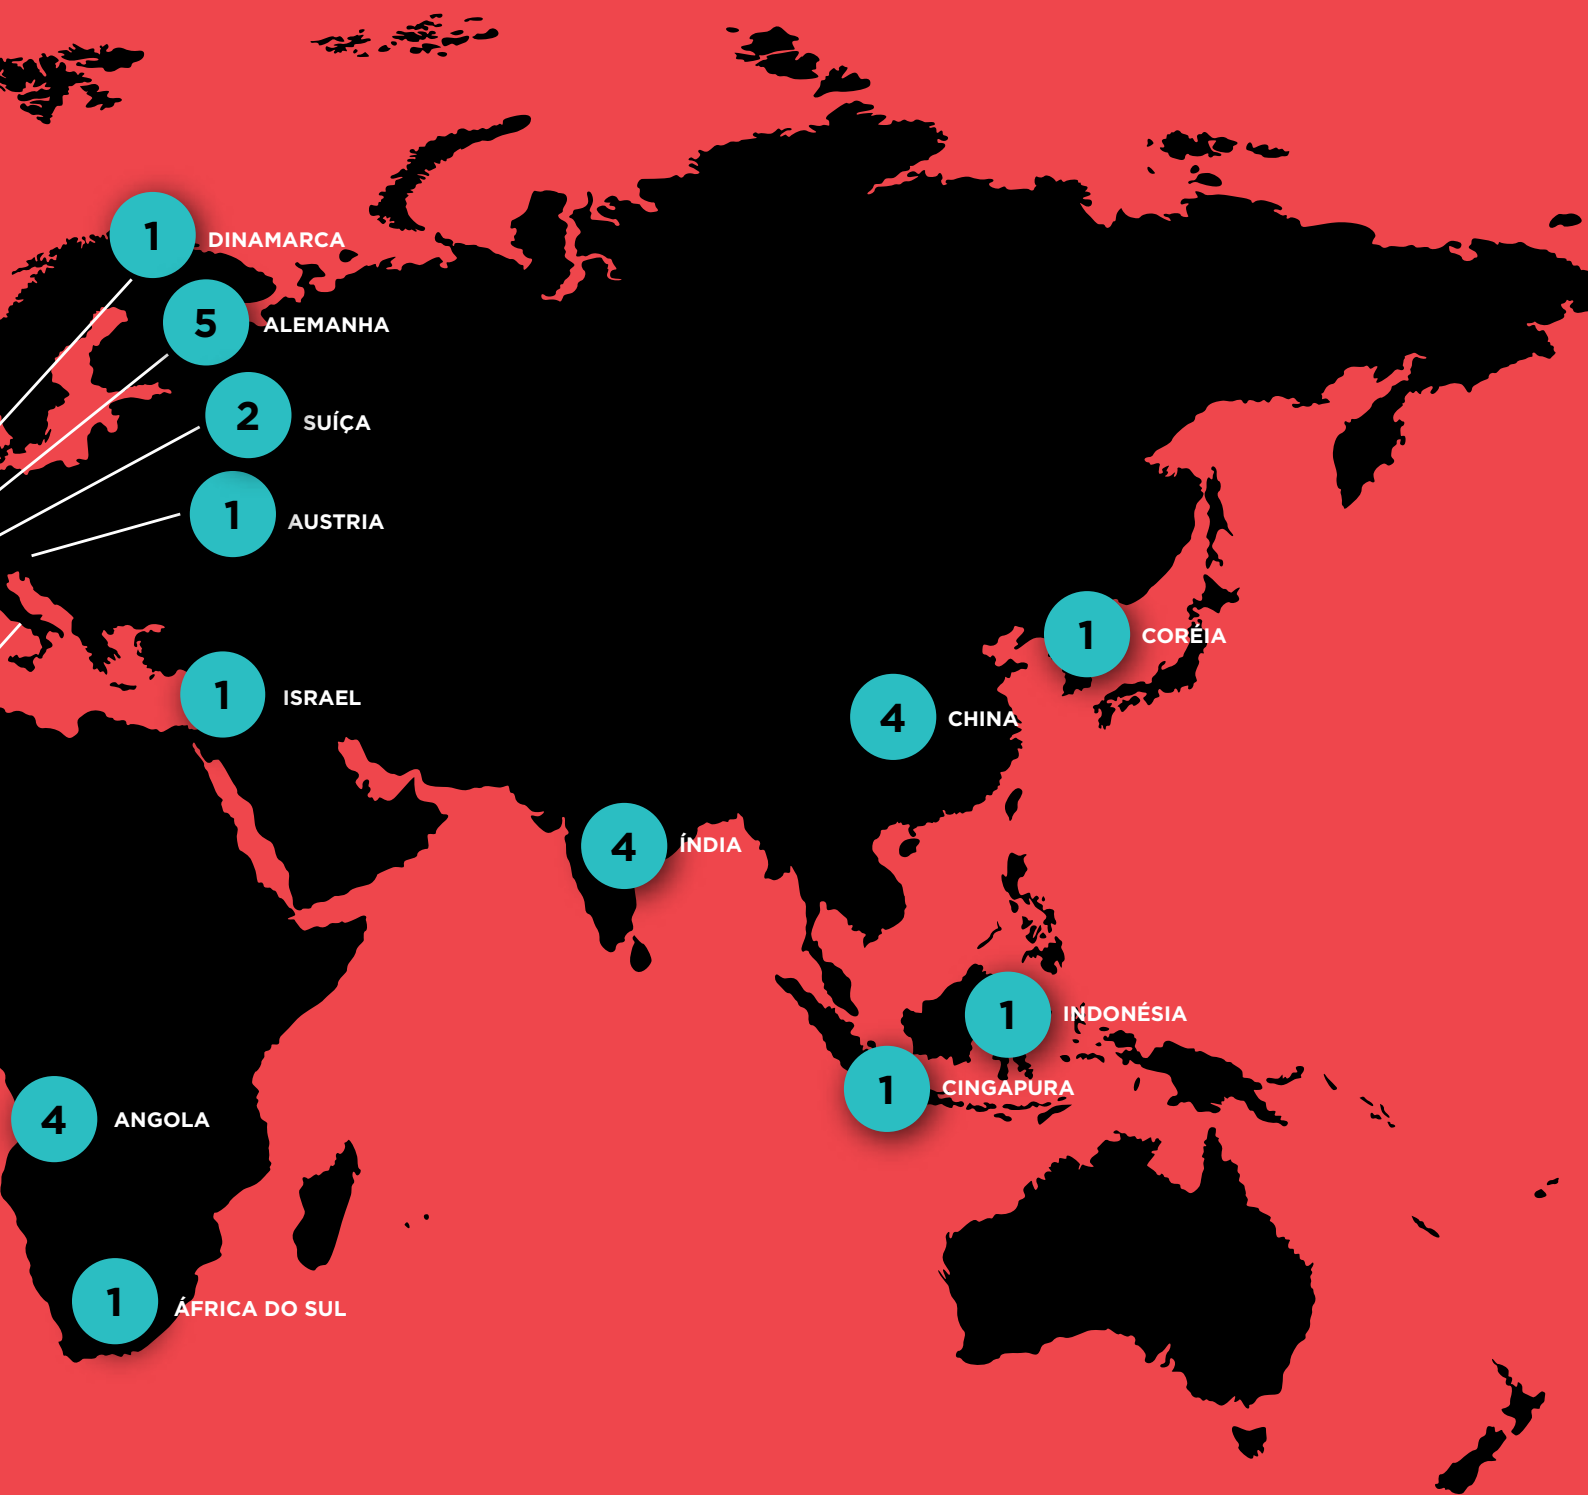 1 DINAMARCA
5 ALEMANHA
2 SUÍÇA
1 AUSTRIA
1 CORÉIA
1 ISRAEL
4 CHINA
4 ÍNDIA
1 INDONÉSIA
1 CINGAPURA
4 ANGOLA
1 ÁFRICA DO SUL